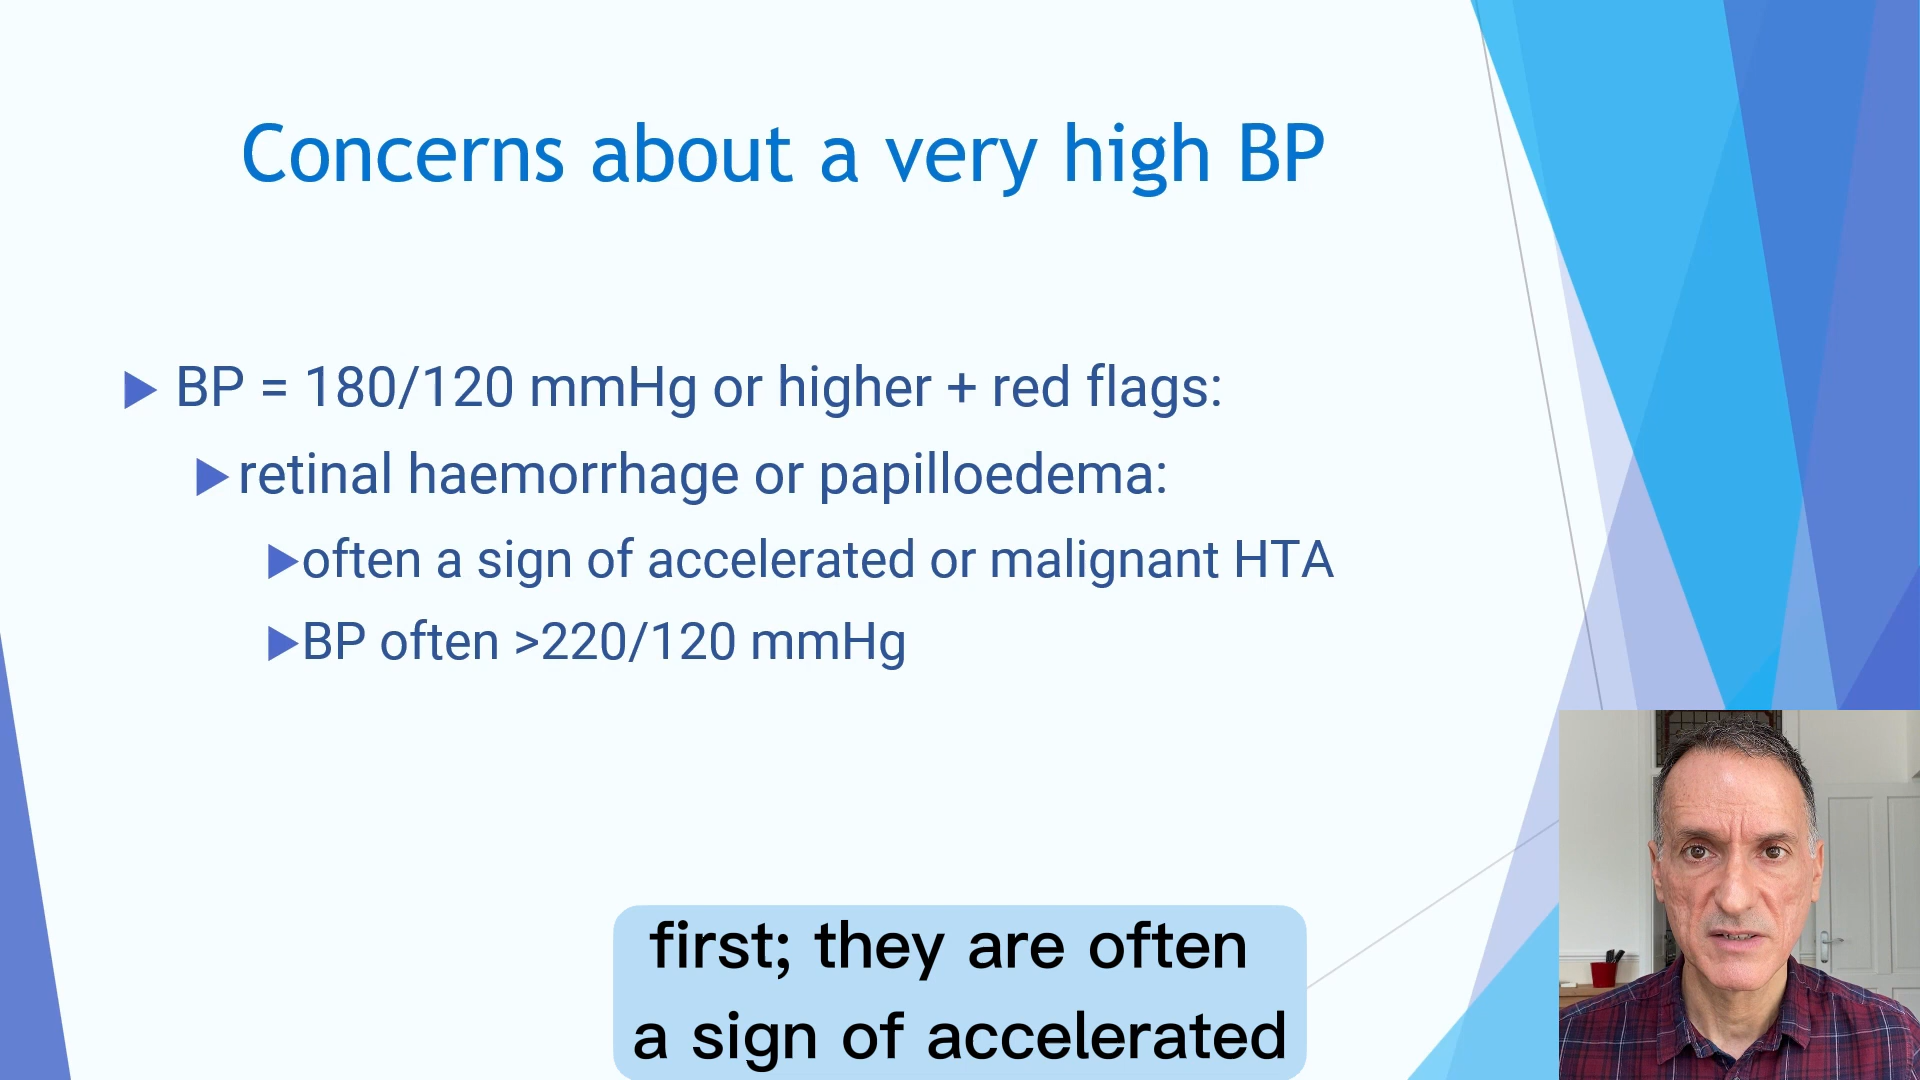 Concerns about a very high BP
BP = 180/120 mmHg or higher + red flags:
retinal haemorrhage or papilloedema:
often a sign of accelerated or malignant HTA
BP often >220/120 mmHg
first; they are often
a sign of accelerated